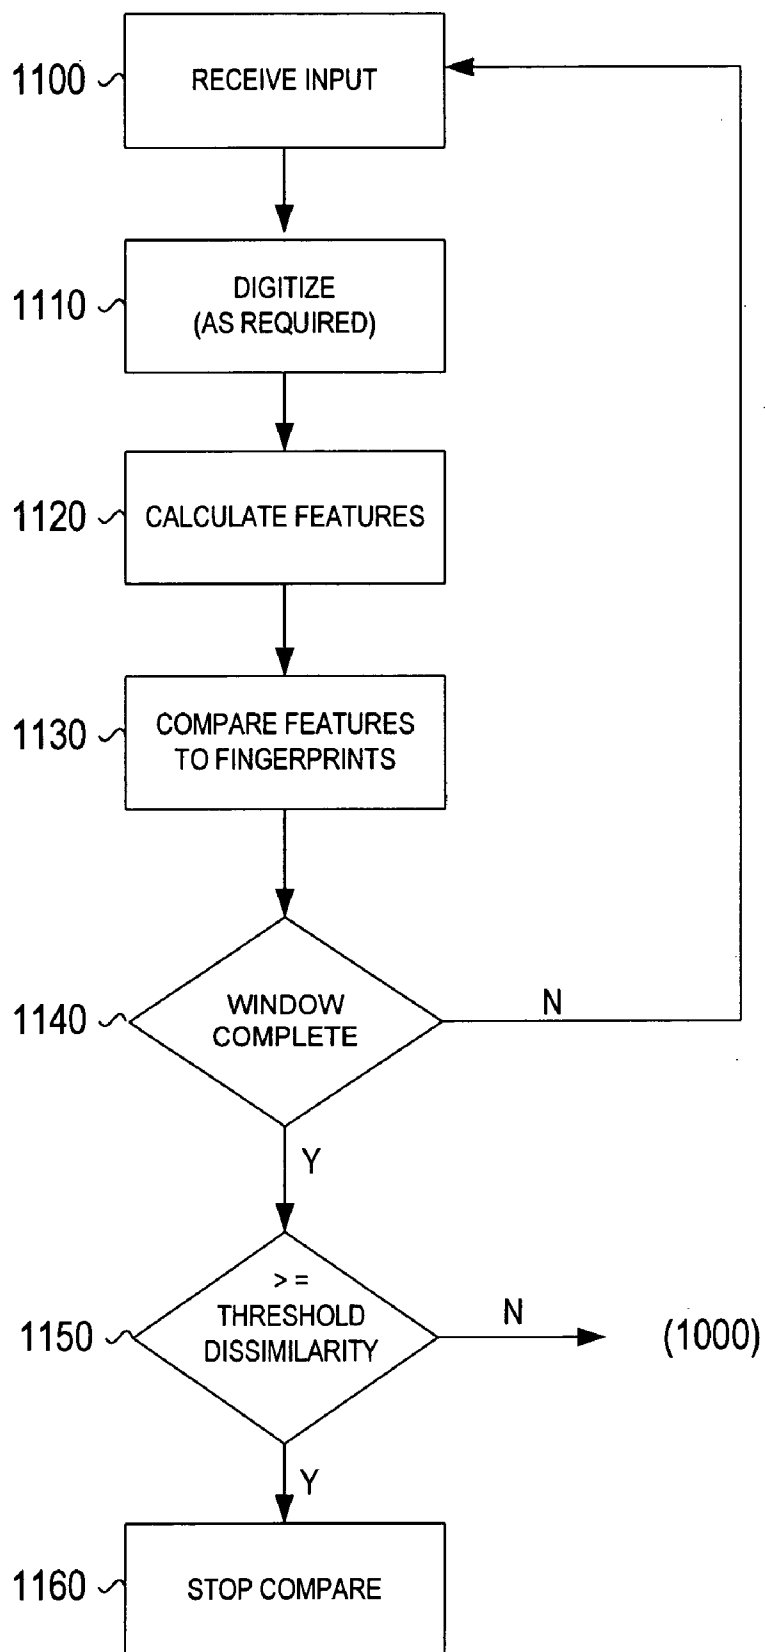 1100
RECEIVE INPUT
1110
DIGITIZE
(AS REQUIRED)
1120
CALCULATE FEATURES
1130
COMPARE FEATURES
TO FINGERPRINTS
1140
WINDOW
COMPLETE
N
Y
1150
> =
THRESHOLD
DISSIMILARITY
N
(1000)
Y
1160
STOP COMPARE